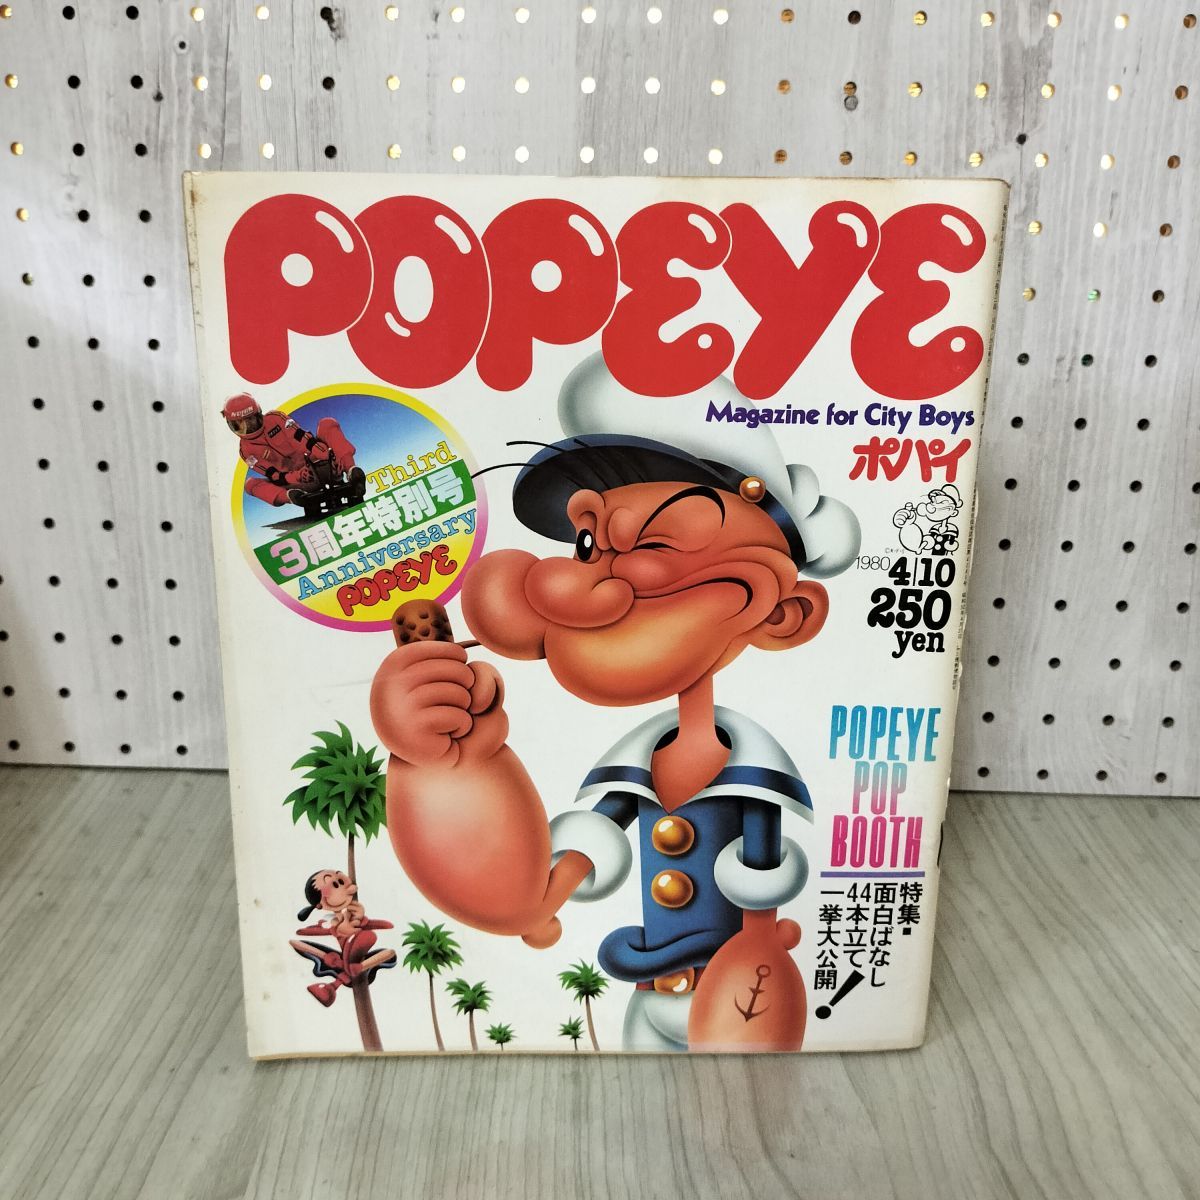 POPEYE
Magazine for City Boys
ポパイ
Third
3周年特別号
Anniversary
POPEYE
1980 4|10
250
yen
POPEYE
POP
BOOTH
特集■
面白ばなし
44本立て
一挙大公開!